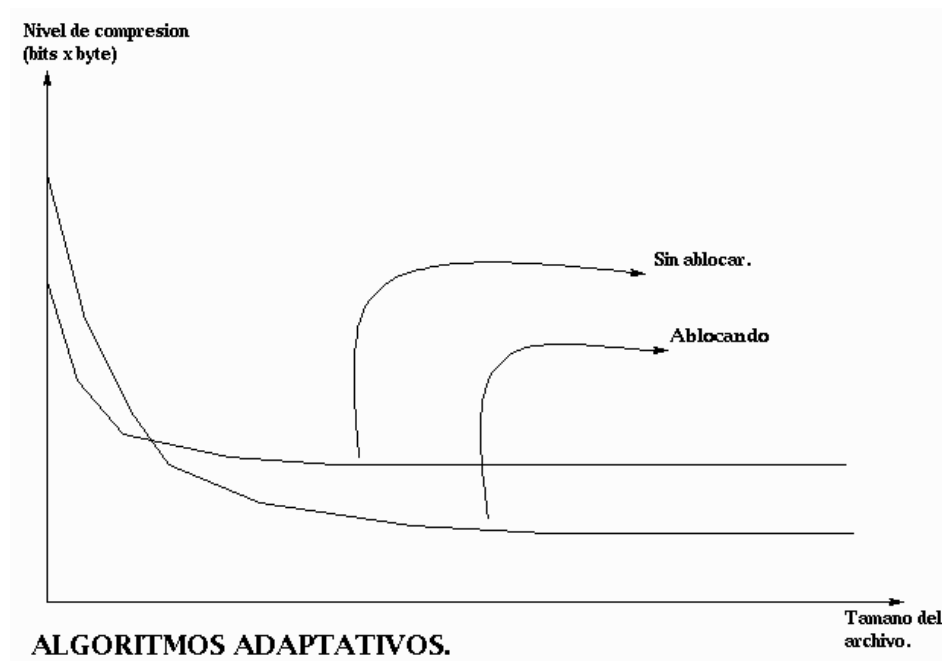 Nivel de compresion
(bits x byte)
Sin ablocar.
Ablocando
Tamano del
archivo.
ALGORITMOS ADAPTATIVOS.